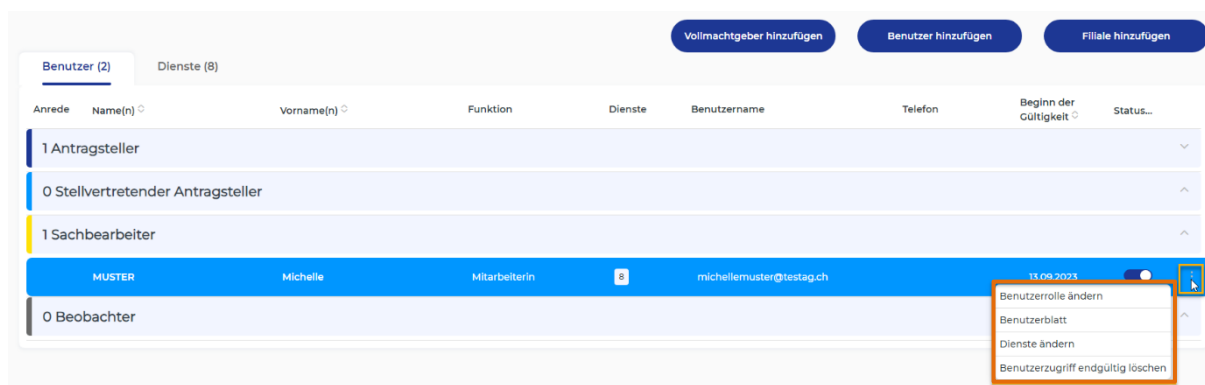 Vollmachtgeber hinzufügen Benutzer hinzufügen Filiale hinzufügen
Benutzer (2) Dienste (8)
Anrede Name(n) Vorname(n) Funktion Dienste Benutzername Telefon Beginn der Gültigkeit Status...
1 Antragsteller
0 Stellvertretender Antragsteller
1 Sachbearbeiter
MUSTER Michelle Mitarbeiterin 8 michellemuster@testag.ch 13.09.2023
0 Beobachter
Benutzerrolle ändern
Benutzerblatt
Dienste ändern
Benutzerzugriff endgültig löschen